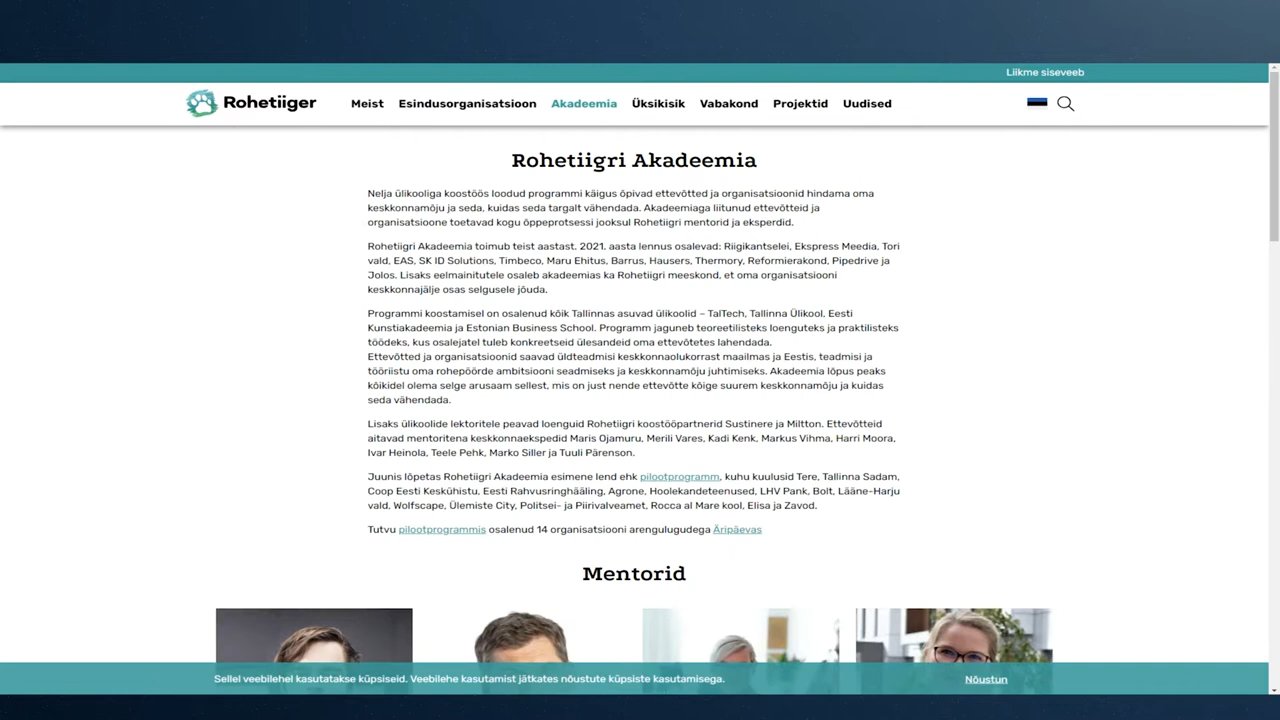 Liikme siseveeb
Rohetiiger
Meist Esindusorganisatsioon Akadeemia Üksikisik Vabakond Projektid Uudised
Rohetiigri Akadeemia
Nelja ülikooliga koostöös loodud programmi käigus õpivad ettevõtted ja organisatsioonid hindama oma
keskkonnamõju ja seda, kuidas seda targalt vähendada. Akadeemiaga liitunud ettevõtteid ja
organisatsioone toetavad kogu õppeprotsessi jooksul Rohetiigri mentorid ja eksperdid.
Rohetiigri Akadeemia toimub teist aastast. 2021. aasta lennus osalevad: Riigikantselei, Ekspress Meedia, Tori
vald, EAS, SK ID Solutions, Timbeco, Maru Ehitus, Barrus, Hausers, Thermory, Reformierakond, Pipedrive ja
Jolos. Lisaks eelmainitutele osaleb akadeemias ka Rohetiigri meeskond, et oma organisatsiooni
keskkonnajälje osas selgusele jõuda.
Programmi koostamisel on osalenud kõik Tallinnas asuvad ülikoolid – TalTech, Tallinna Ülikool, Eesti
Kunstiakadeemia ja Estonian Business School. Programm jaguneb teoreetilisteks loenguteks ja praktilisteks
töödeks, kus osalejatel tuleb konkreetseid ülesandeid oma ettevõtetes lahendada.
Ettevõtted ja organisatsioonid saavad üldteadmisi keskkonnaolukorrast maailmas ja Eestis, teadmisi ja
tööriistu oma rohepöörde ambitsiooni seadmiseks ja keskkonnamõju juhtimiseks. Akadeemia lõpus peaks
kõikidel olema selge arusaam sellest, mis on just nende ettevõtte kõige suurem keskkonnamõju ja kuidas
seda vähendada.
Lisaks ülikoolide lektoritele peavad loenguid Rohetiigri koostööpartnerid Sustinere ja Miltton. Ettevõtteid
aitavad mentoritena keskkonnaekspedid Maris Ojamuru, Merili Vares, Kadi Kenk, Markus Vihma, Harri Moora,
Ivar Heinola, Teele Pehk, Marko Siller ja Tuuli Pärenson.
Juunis lõpetas Rohetiigri Akadeemia esimene lend ehk pilootprogramm, kuhu kuulusid Tere, Tallinna Sadam,
Coop Eesti Keskühistu, Eesti Rahvusringhääling, Agrone, Hoolekandeteenused, LHV Pank, Bolt, Lääne-Harju
vald, Wolfscape, Ülemiste City, Politsei- ja Piirivalveamet, Rocca al Mare kool, Elisa ja Zavod.
Tutvu pilootprogrammis osalenud 14 organisatsiooni arengulugudega Äripäevas
Mentorid
Sellel veebilehel kasutatakse küpsiseid. Veebilehe kasutamist jätkates nõustute küpsiste kasutamisega.
Nõustun